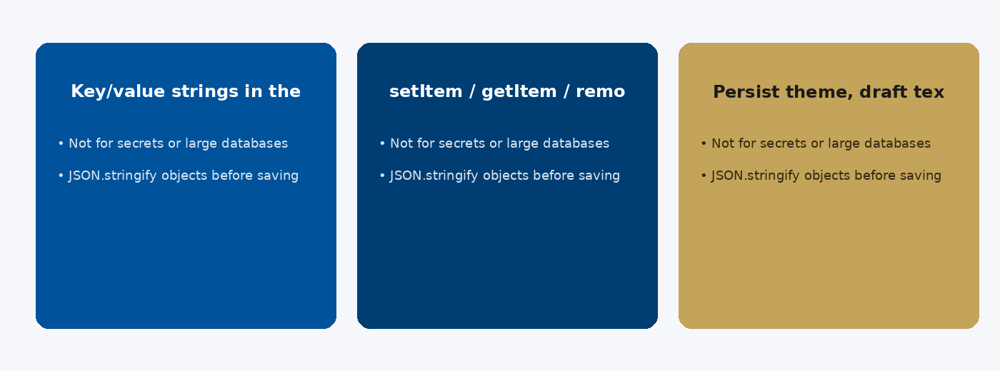 Key/value strings in the
• Not for secrets or large databases
• JSON.stringify objects before saving
setItem / getItem / remo
• Not for secrets or large databases
• JSON.stringify objects before saving
Persist theme, draft tex
• Not for secrets or large databases
• JSON.stringify objects before saving